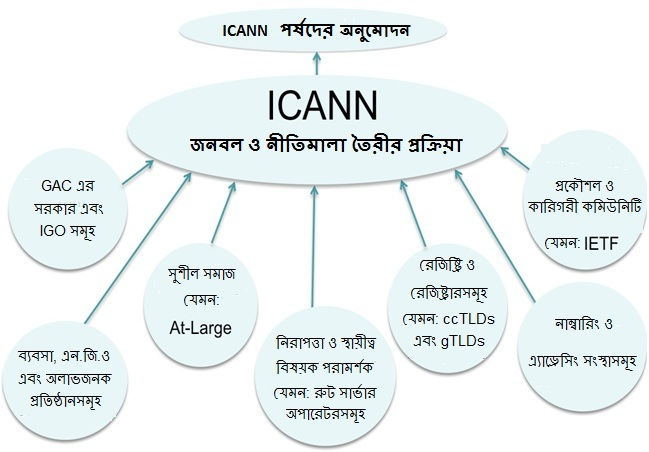 ICANN পর্ষদের অনুমোদন
ICANN
জনবল ও নীতিমালা তৈরীর প্রক্রিয়া
GAC এর
সরকার এবং
IGO সমূহ
ব্যবসা, এন.জি.ও
এবং অলাভজনক
প্রতিষ্ঠানসমূহ
সুশীল সমাজ
যেমন:
At-Large
নিরাপত্তা ও স্থায়ীত্ব
বিষয়ক পরামর্শক
যেমন: রুট সার্ভার
অপারেটরসমূহ
রেজিষ্ট্রি ও
রেজিষ্ট্রারসমূহ
যেমন: ccTLDs
এবং gTLDs
নাম্বারিং ও
এ্যাড্রেসিং সংস্থাসমূহ
প্রকৌশল ও
কারিগরী কমিউনিটি
যেমন: IETF